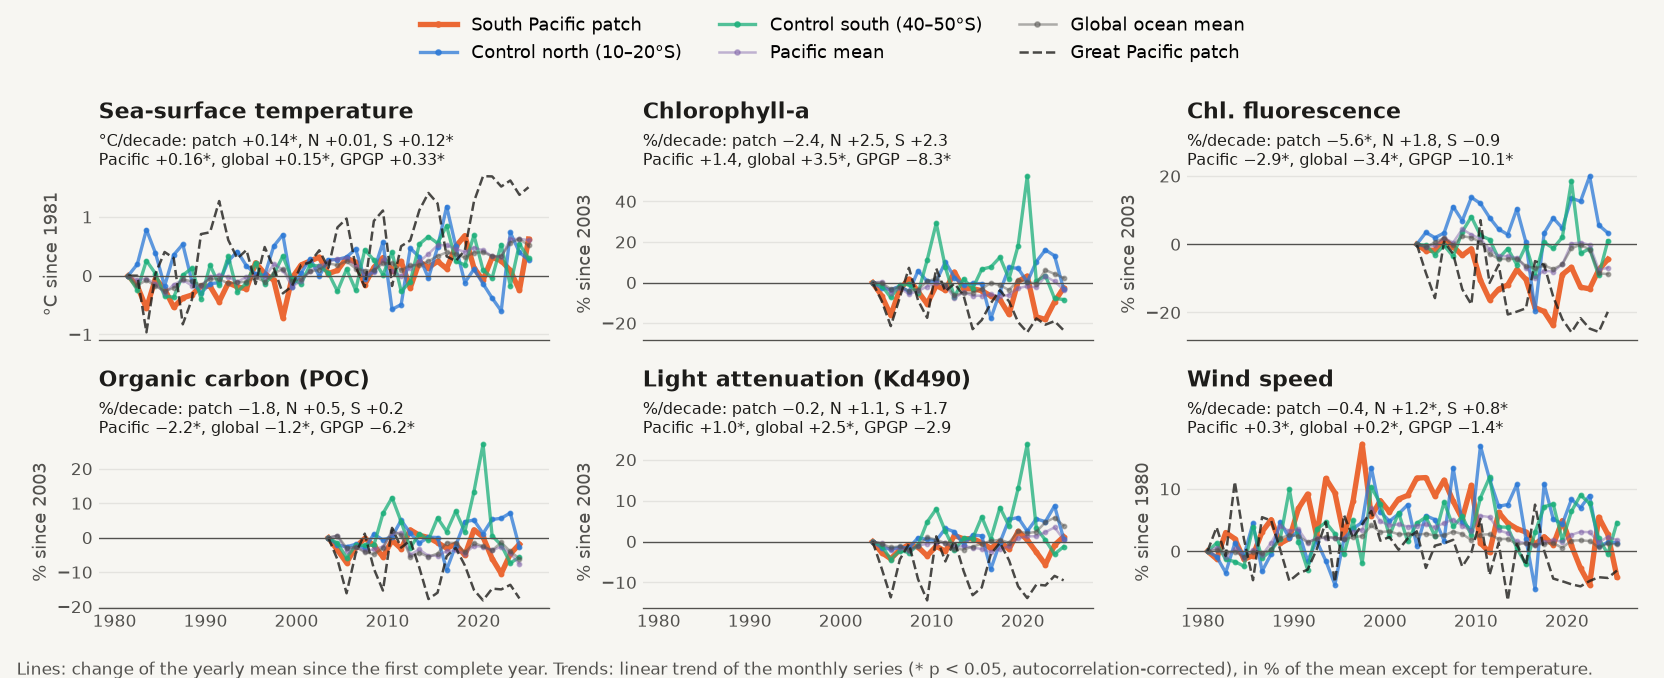 South Pacific patch
Control north (10–20°S)
Control south (40–50°S)
Pacific mean
Global ocean mean
Great Pacific patch
Sea-surface temperature
°C/decade: patch +0.14*, N +0.01, S +0.12*
Pacific +0.16*, global +0.15*, GPGP +0.33*
°C since 1981
1
0
−1
Chlorophyll-a
%/decade: patch −2.4, N +2.5, S +2.3
Pacific +1.4, global +3.5*, GPGP −8.3*
% since 2003
40
20
0
−20
Chl. fluorescence
%/decade: patch −5.6*, N +1.8, S −0.9
Pacific −2.9*, global −3.4*, GPGP −10.1*
% since 2003
20
0
−20
Organic carbon (POC)
%/decade: patch −1.8, N +0.5, S +0.2
Pacific −2.2*, global −1.2*, GPGP −6.2*
% since 2003
20
10
0
−10
−20
1980 1990 2000 2010 2020
Light attenuation (Kd490)
%/decade: patch −0.2, N +1.1, S +1.7
Pacific +1.0*, global +2.5*, GPGP −2.9
% since 2003
20
10
0
−10
1980 1990 2000 2010 2020
Wind speed
%/decade: patch −0.4, N +1.2*, S +0.8*
Pacific +0.3*, global +0.2*, GPGP −1.4*
% since 1980
10
0
1980 1990 2000 2010 2020
Lines: change of the yearly mean since the first complete year. Trends: linear trend of the monthly series (* p < 0.05, autocorrelation-corrected), in % of the mean except for temperature.